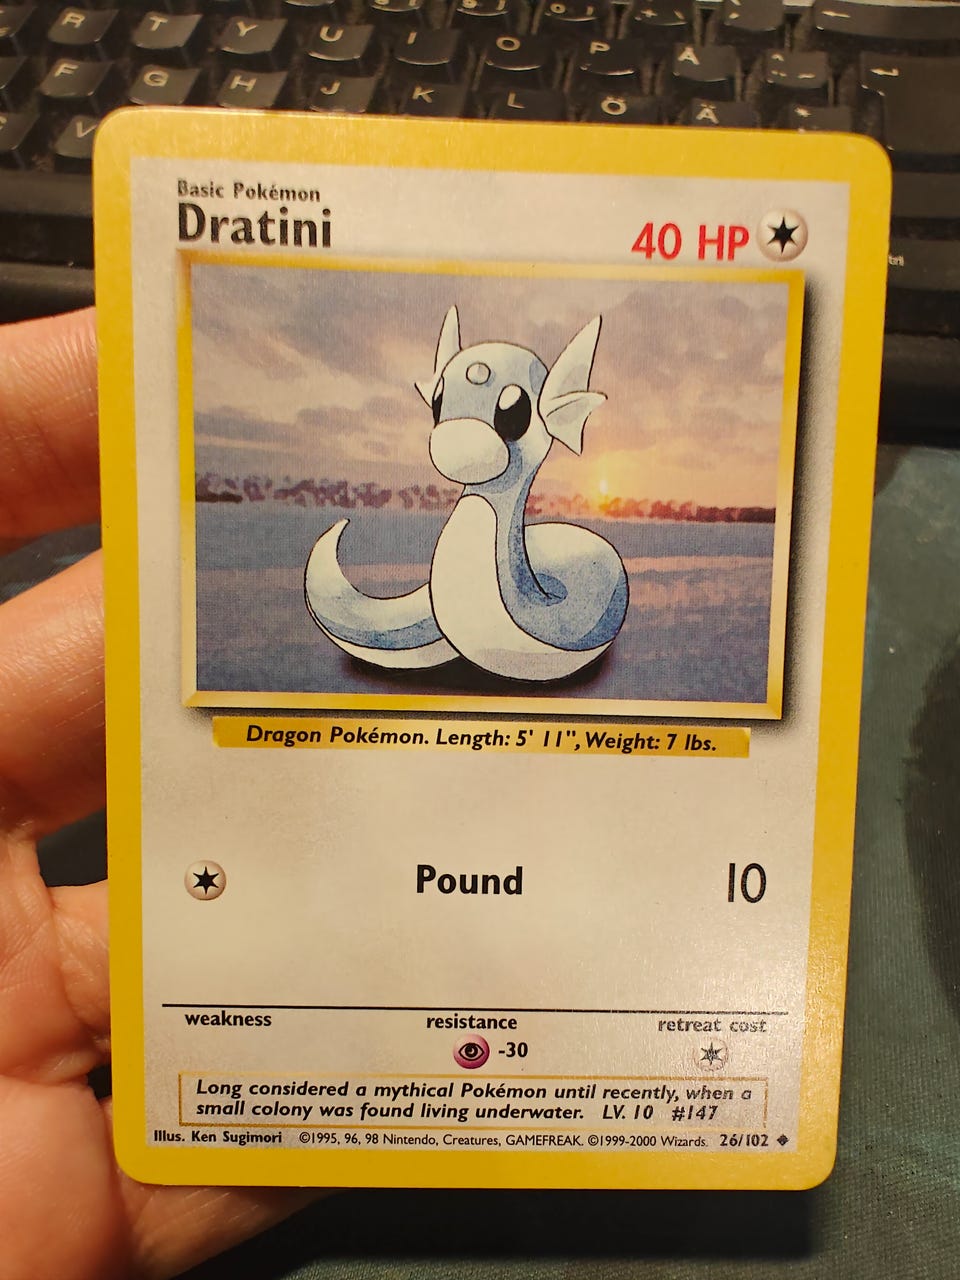 R T Y U I O P Å
F G H J K L Ö Ä
V
Basic Pokémon
Dratini
40 HP
Dragon Pokémon. Length: 5' 11", Weight: 7 lbs.
Pound 10
weakness resistance retreat cost
-30
Long considered a mythical Pokémon until recently, when a
small colony was found living underwater. LV. 10 #147
Illus. Ken Sugimori ©1995, 96, 98 Nintendo, Creatures, GAMEFREAK. ©1999-2000 Wizards. 26/102